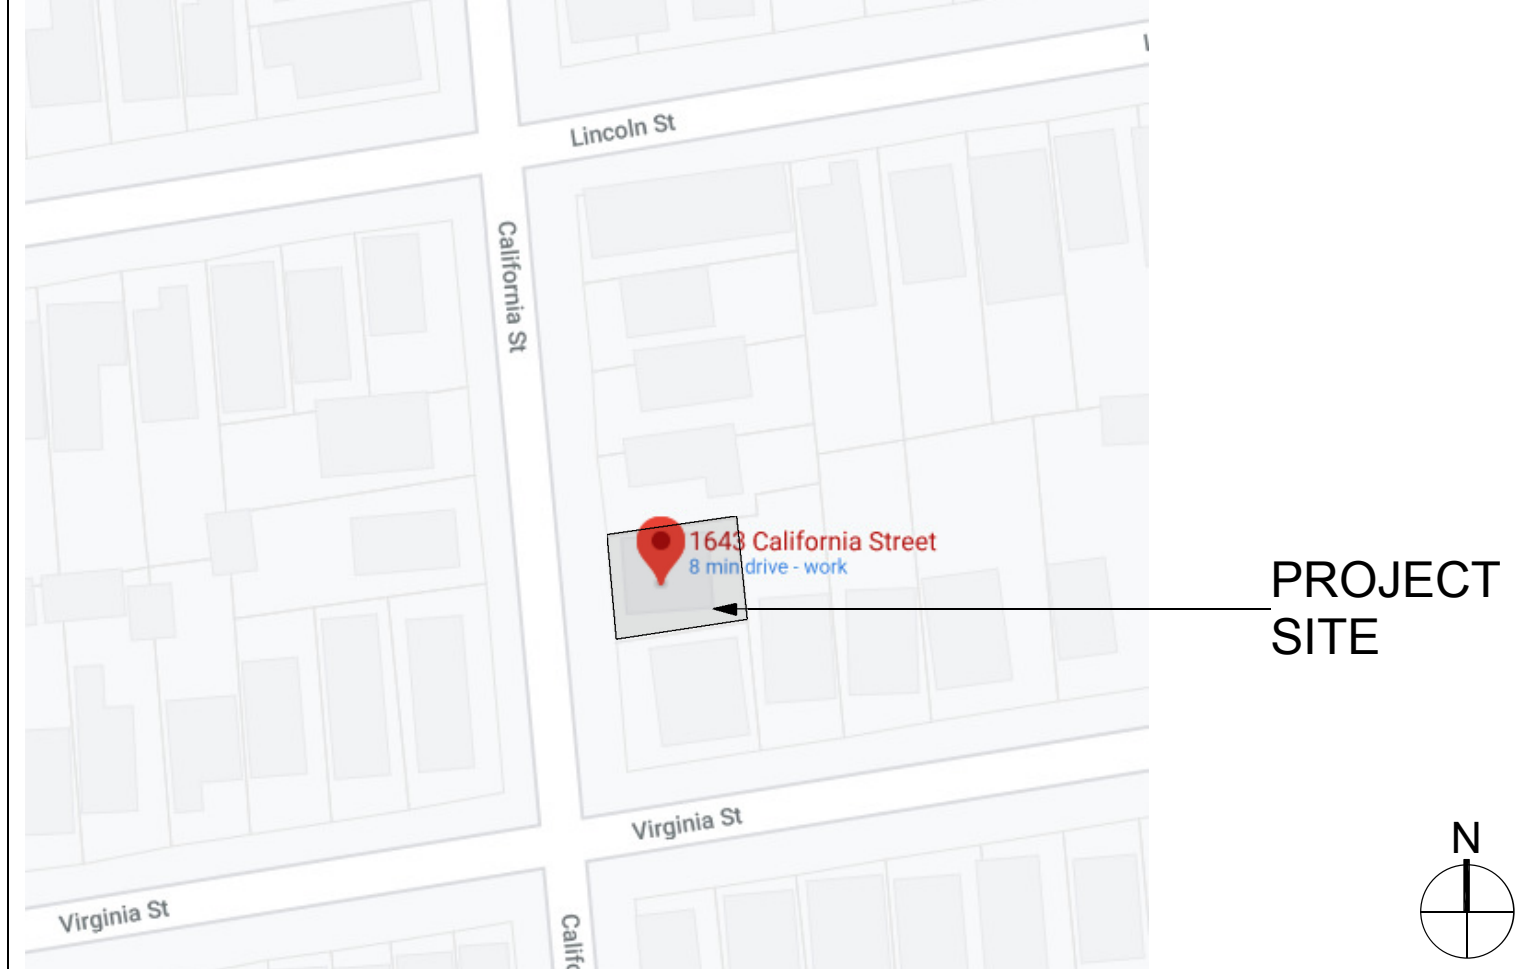 Lincoln St
California St
1643 California Street
8 min drive - work
PROJECT
SITE
Virginia St
N
Virginia St